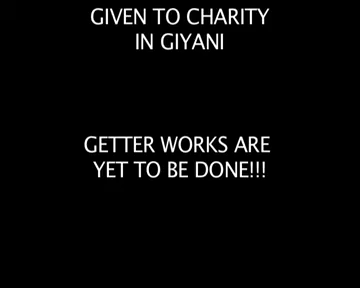 GIVEN TO CHARITY
IN GIYANI
GETTER WORKS ARE
YET TO BE DONE!!!